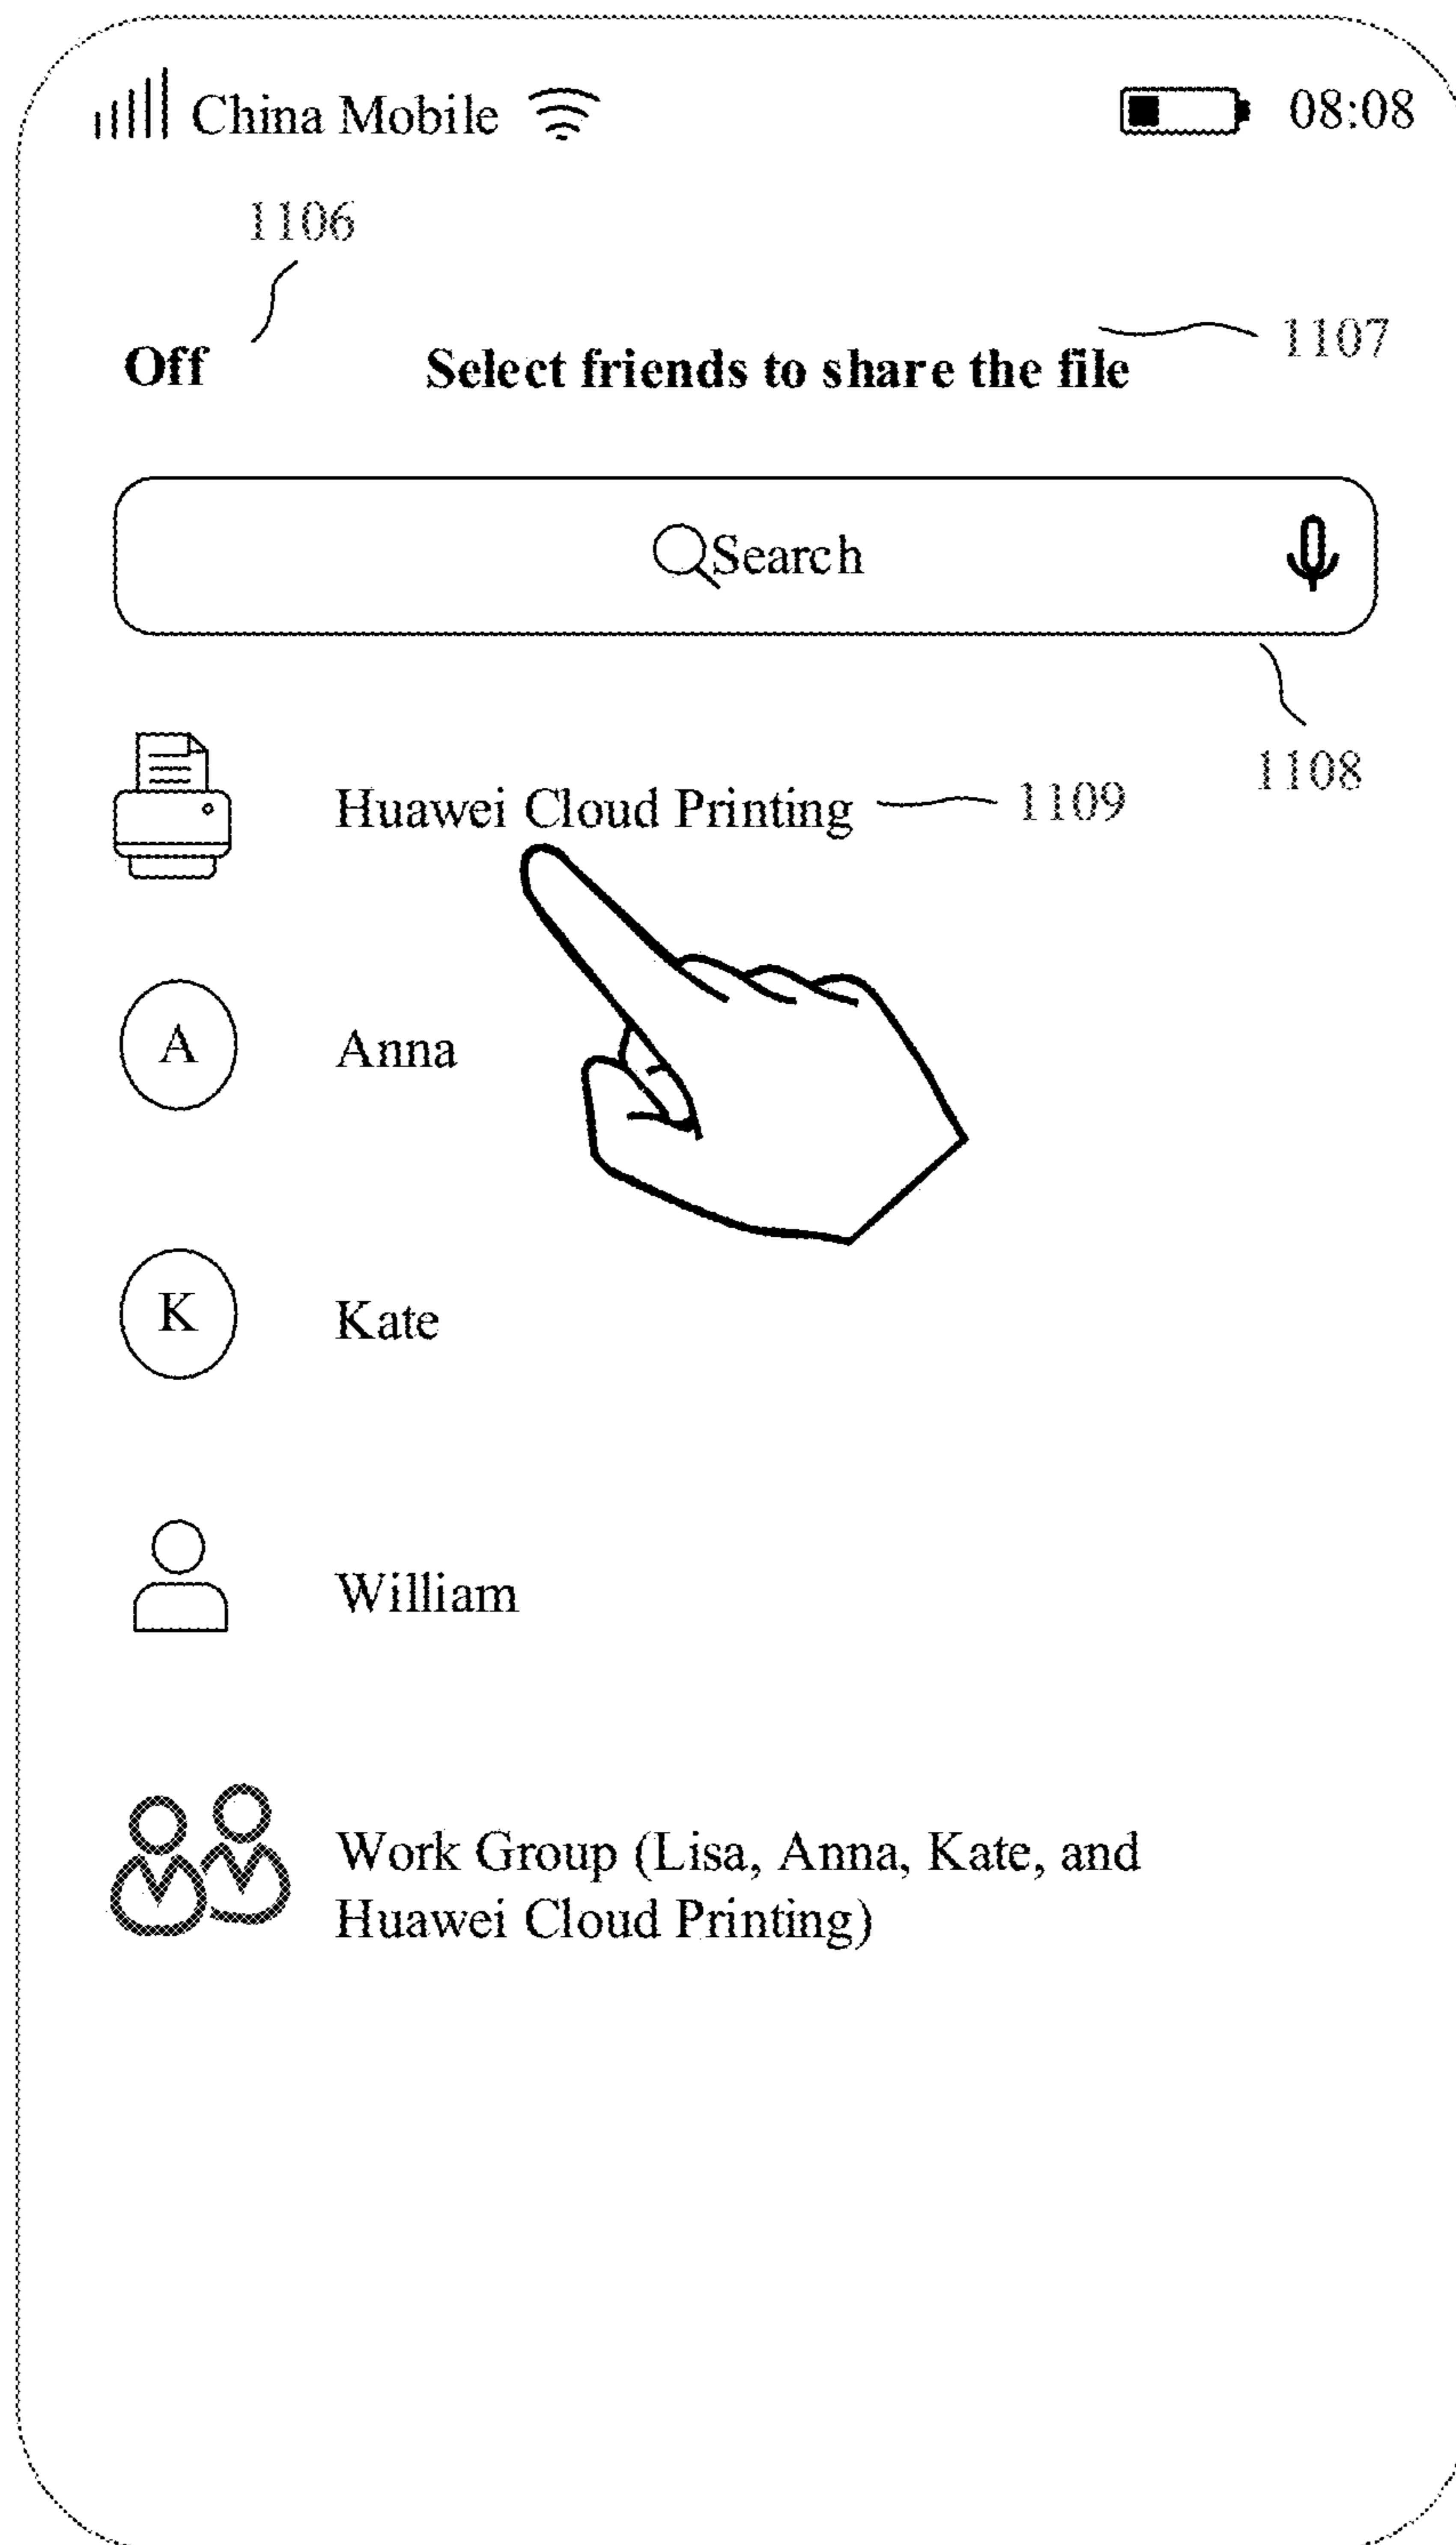 China Mobile 08:08
1106
Off Select friends to share the file 1107
Search
1108
Huawei Cloud Printing 1109
A Anna
K Kate
William
Work Group (Lisa, Anna, Kate, and
Huawei Cloud Printing)